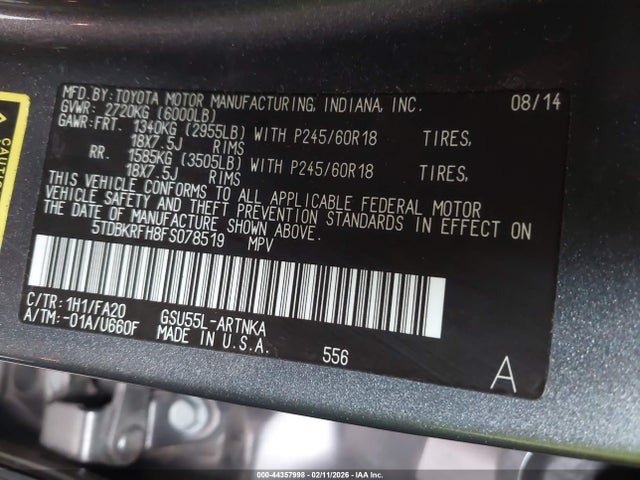 MFD. BY: TOYOTA MOTOR MANUFACTURING, INDIANA, INC. 08/14
GVWR: 2720KG (6000LB)
GAWR: FRT. 1340KG (2955LB) WITH P245/60R18 TIRES,
18X7.5J RIMS
RR. 1585KG (3505LB) WITH P245/60R18 TIRES,
18X7.5J RIMS
THIS VEHICLE CONFORMS TO ALL APPLICABLE FEDERAL MOTOR
VEHICLE SAFETY AND THEFT PREVENTION STANDARDS IN EFFECT ON
THE DATE OF MANUFACTURE SHOWN ABOVE.
5TDBKRFH8FS078519 MPV
C/TR: 1H1/FA20 GSU55L-ARTNKA
A/TM: -01A/U660F MADE IN U.S.A.
556
A
CAUTI
000-44357998 - 02/11/2026 - IAA Inc.